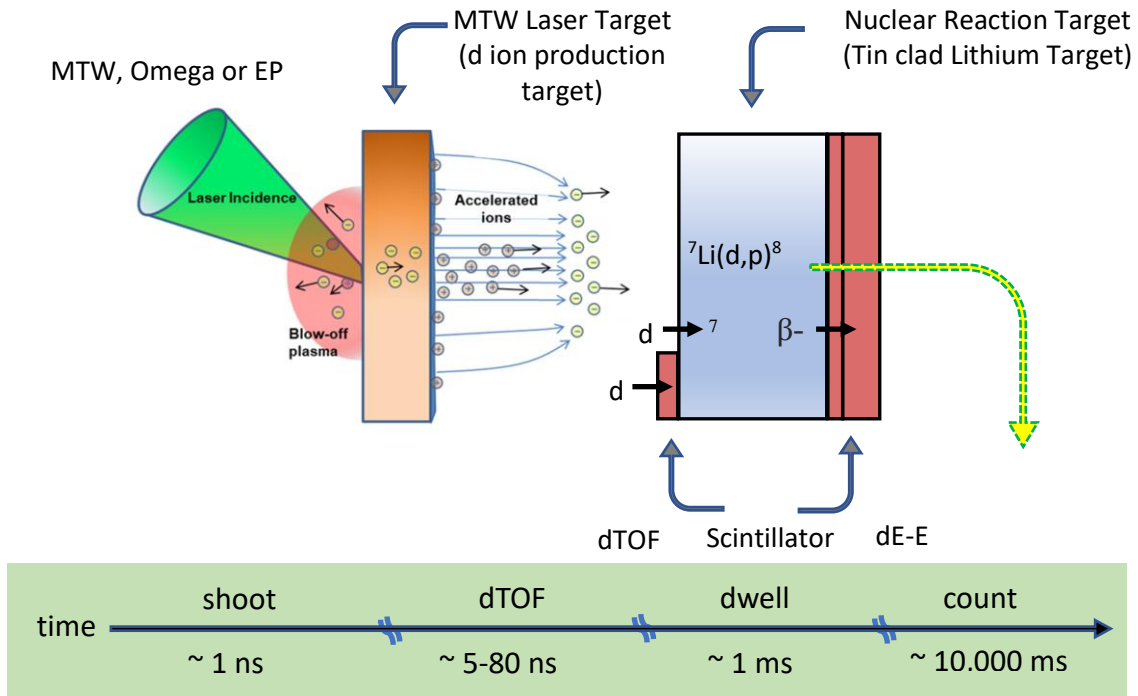 MTW Laser Target
(d ion production
target)
Nuclear Reaction Target
(Tin clad Lithium Target)
MTW, Omega or EP
Laser Incidence
Accelerated
ions
Blow-off
plasma
⁷Li(d,p)⁸
d
7
β-
d
dTOF
Scintillator
dE-E
shoot
dTOF
dwell
count
time
~ 1 ns
~ 5-80 ns
~ 1 ms
~ 10.000 ms